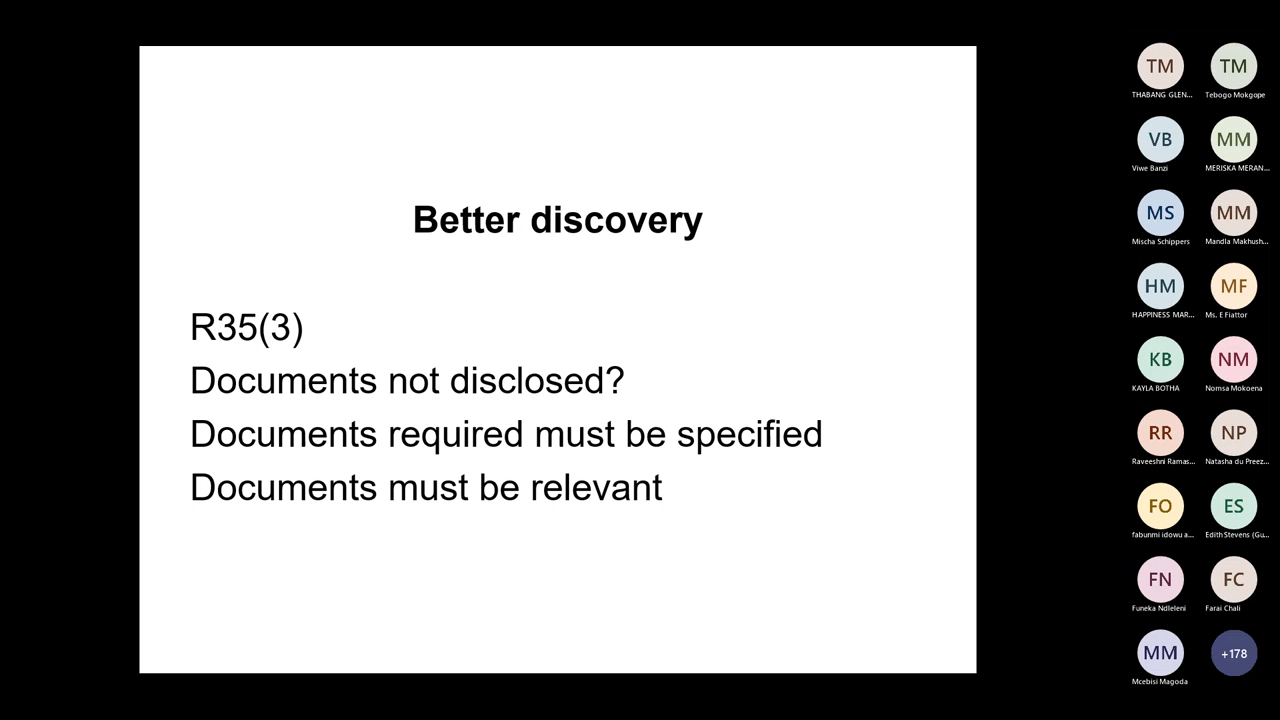 Better discovery
R35(3)
Documents not disclosed?
Documents required must be specified
Documents must be relevant
TM
THABANG GLEN...
TM
Tebogo Mokgope
VB
Viwe Banzi
MM
MERISKA MERAN...
MS
Mischa Schippers
MM
Mandla Makhush...
HM
HAPPINESS MAR...
MF
Ms. E Fiattor
KB
KAYLA BOTHA
NM
Nomsa Mokoena
RR
Raveeshni Ramas...
NP
Natasha du Preez...
FO
fabunmi idowu a...
ES
Edith Stevens (Gu...
FN
Funeka Ndleleni
FC
Farai Chali
MM
Mcebisi Magoda
+178